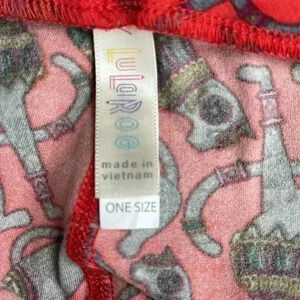 LuLaRoe
made in
vietnam
ONE SIZE